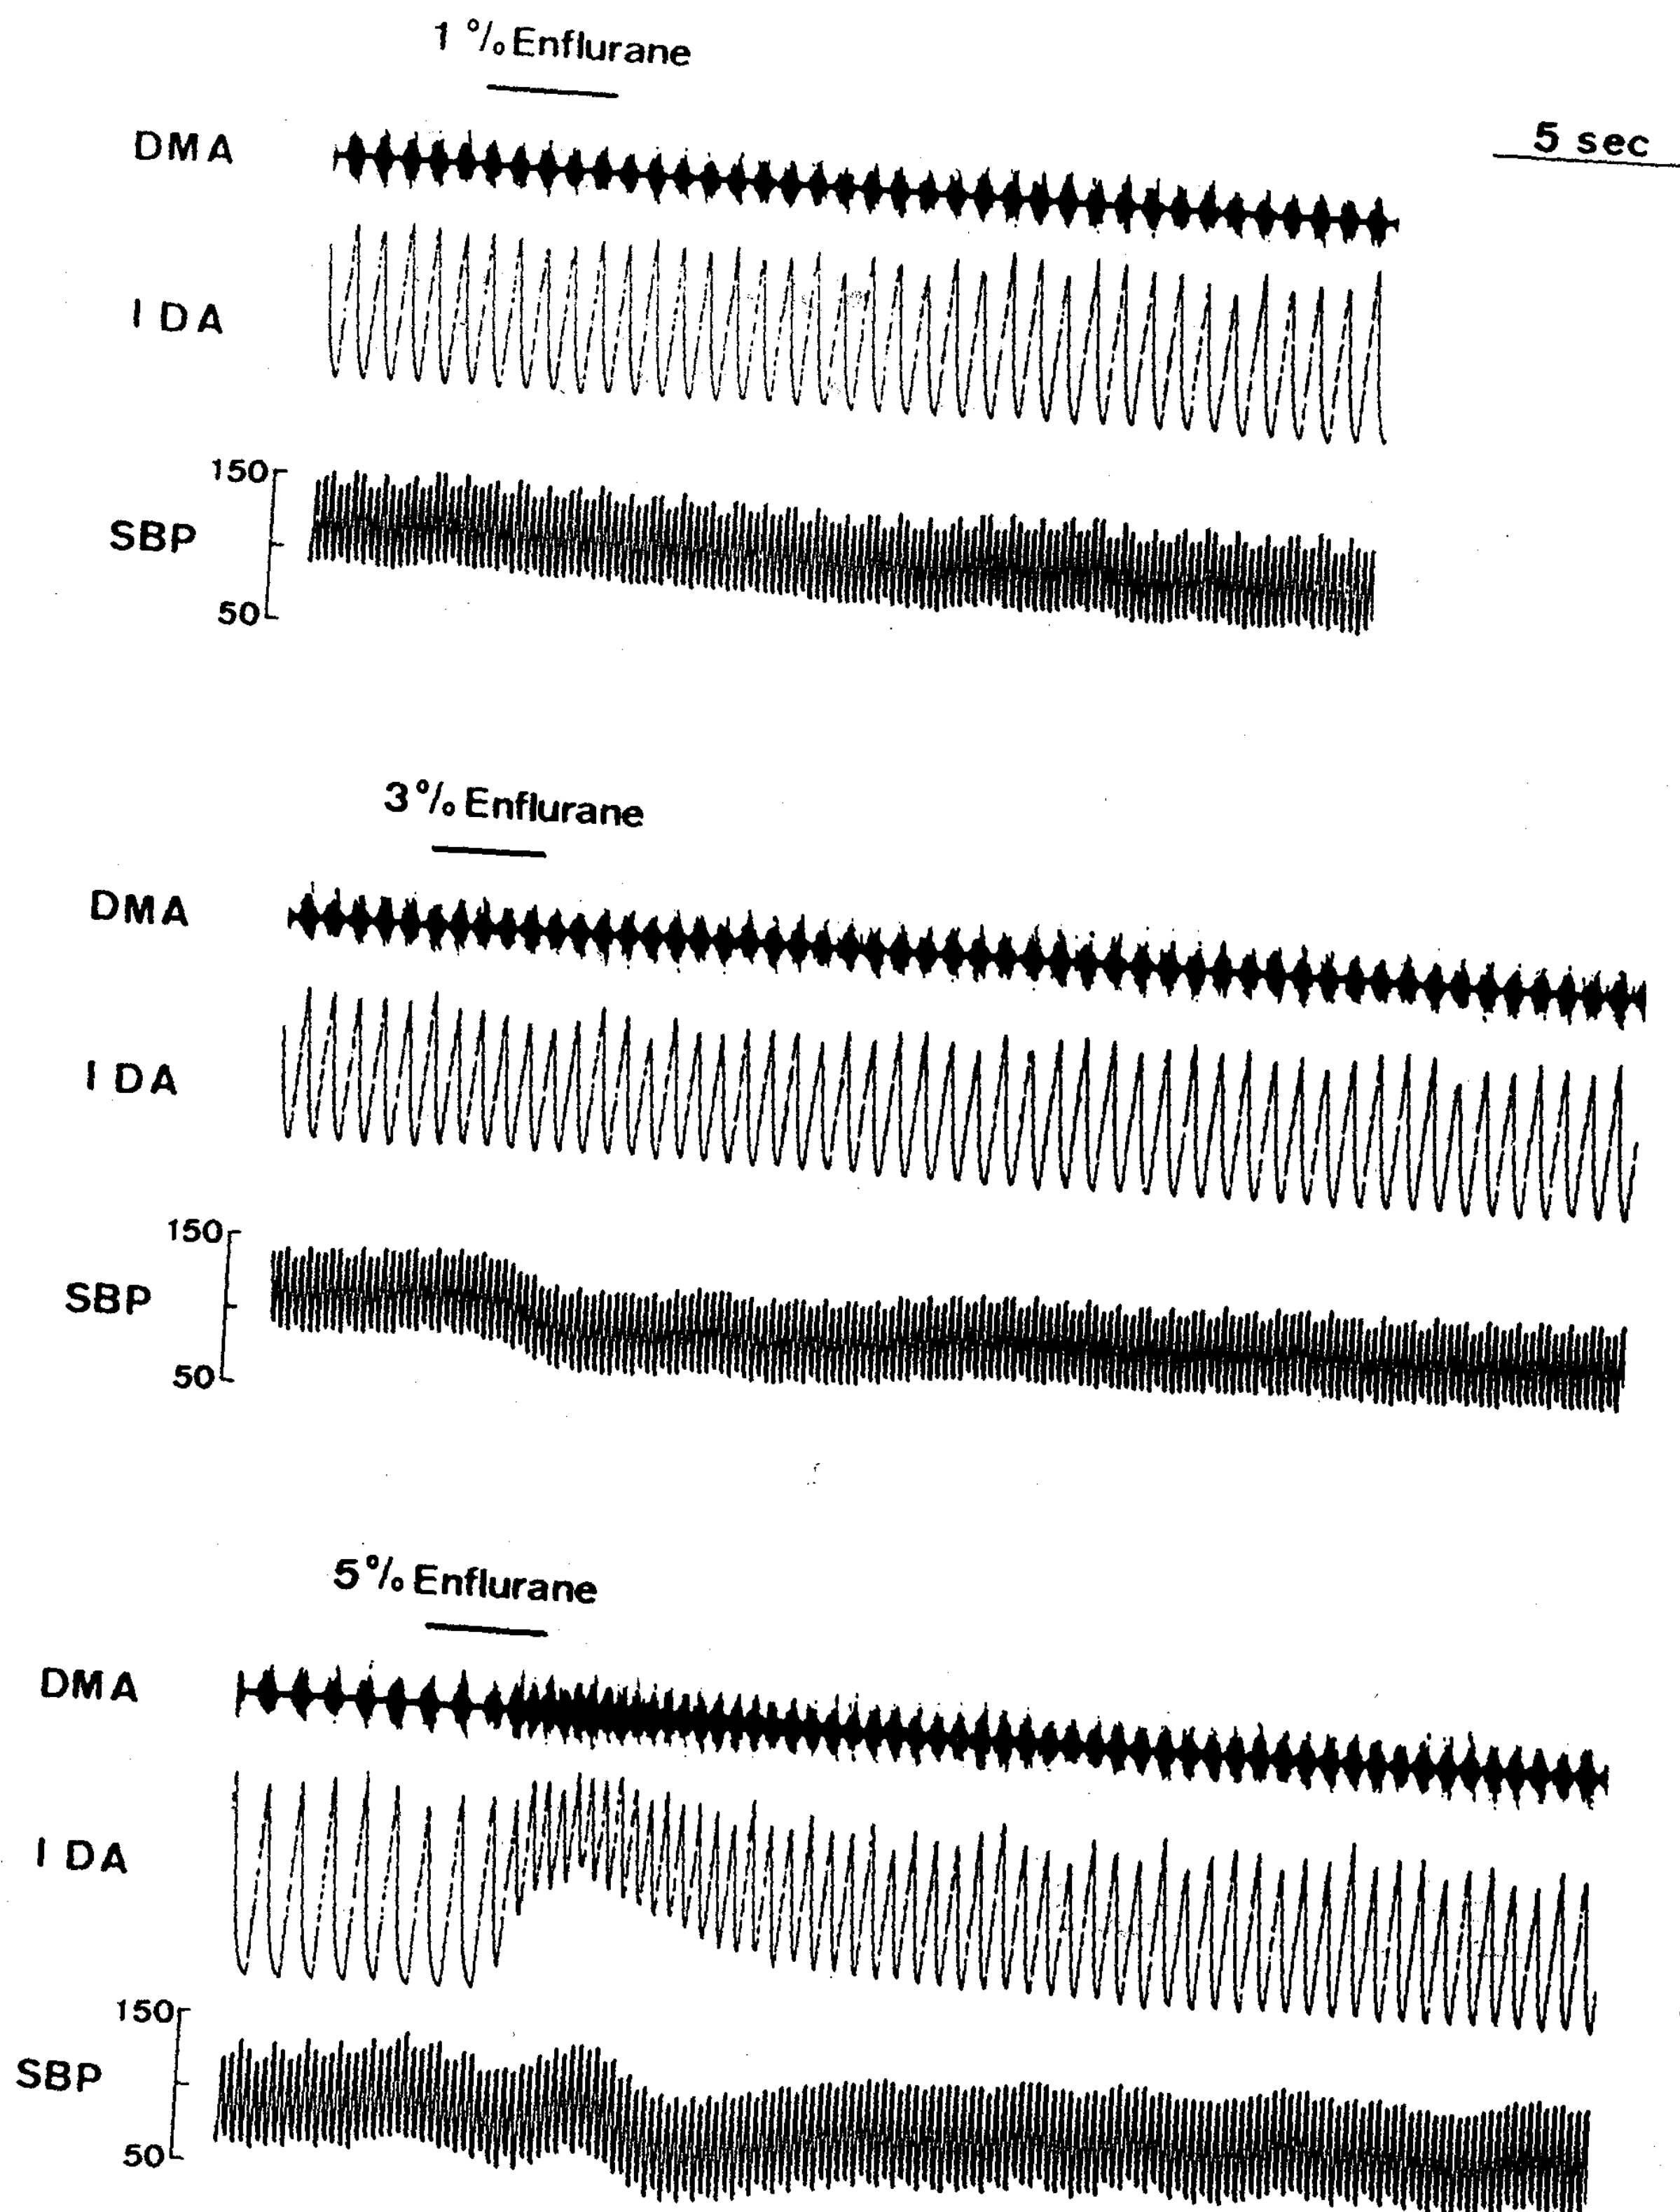 1 % Enflurane
5 sec
DMA
IDA
150
SBP
50
3% Enflurane
DMA
IDA
150
SBP
50
5% Enflurane
DMA
IDA
150
SBP
50